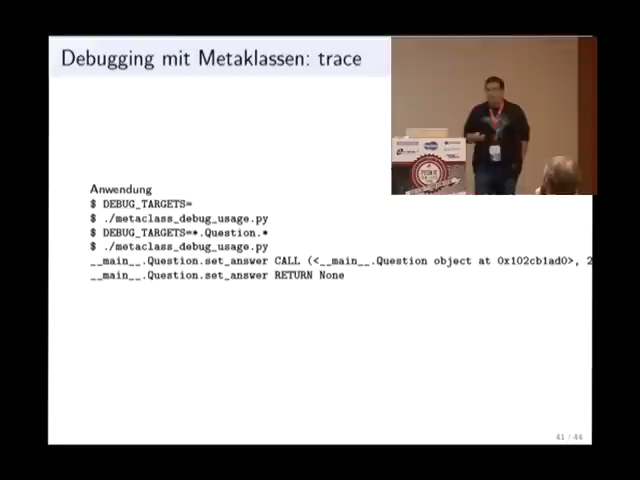 Debugging mit Metaklassen: trace
Anwendung
$ DEBUG_TARGETS=
$ ./metaclass_debug_usage.py
$ DEBUG_TARGETS=*.Question.*
$ ./metaclass_debug_usage.py
__main__.Question.set_answer CALL (<__main__.Question object at 0x102cb1ad0>, 2
__main__.Question.set_answer RETURN None
41 / 44